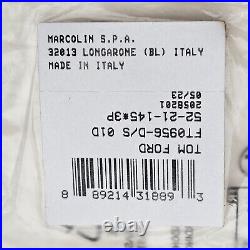 MARCOLIN S.P.A.
32013 LONGARONE (BL) ITALY
MADE IN ITALY
TOM FORD
FT0956-D/S 01D
52-21-145*3P
2058201
05/23
8 89214 31889 3